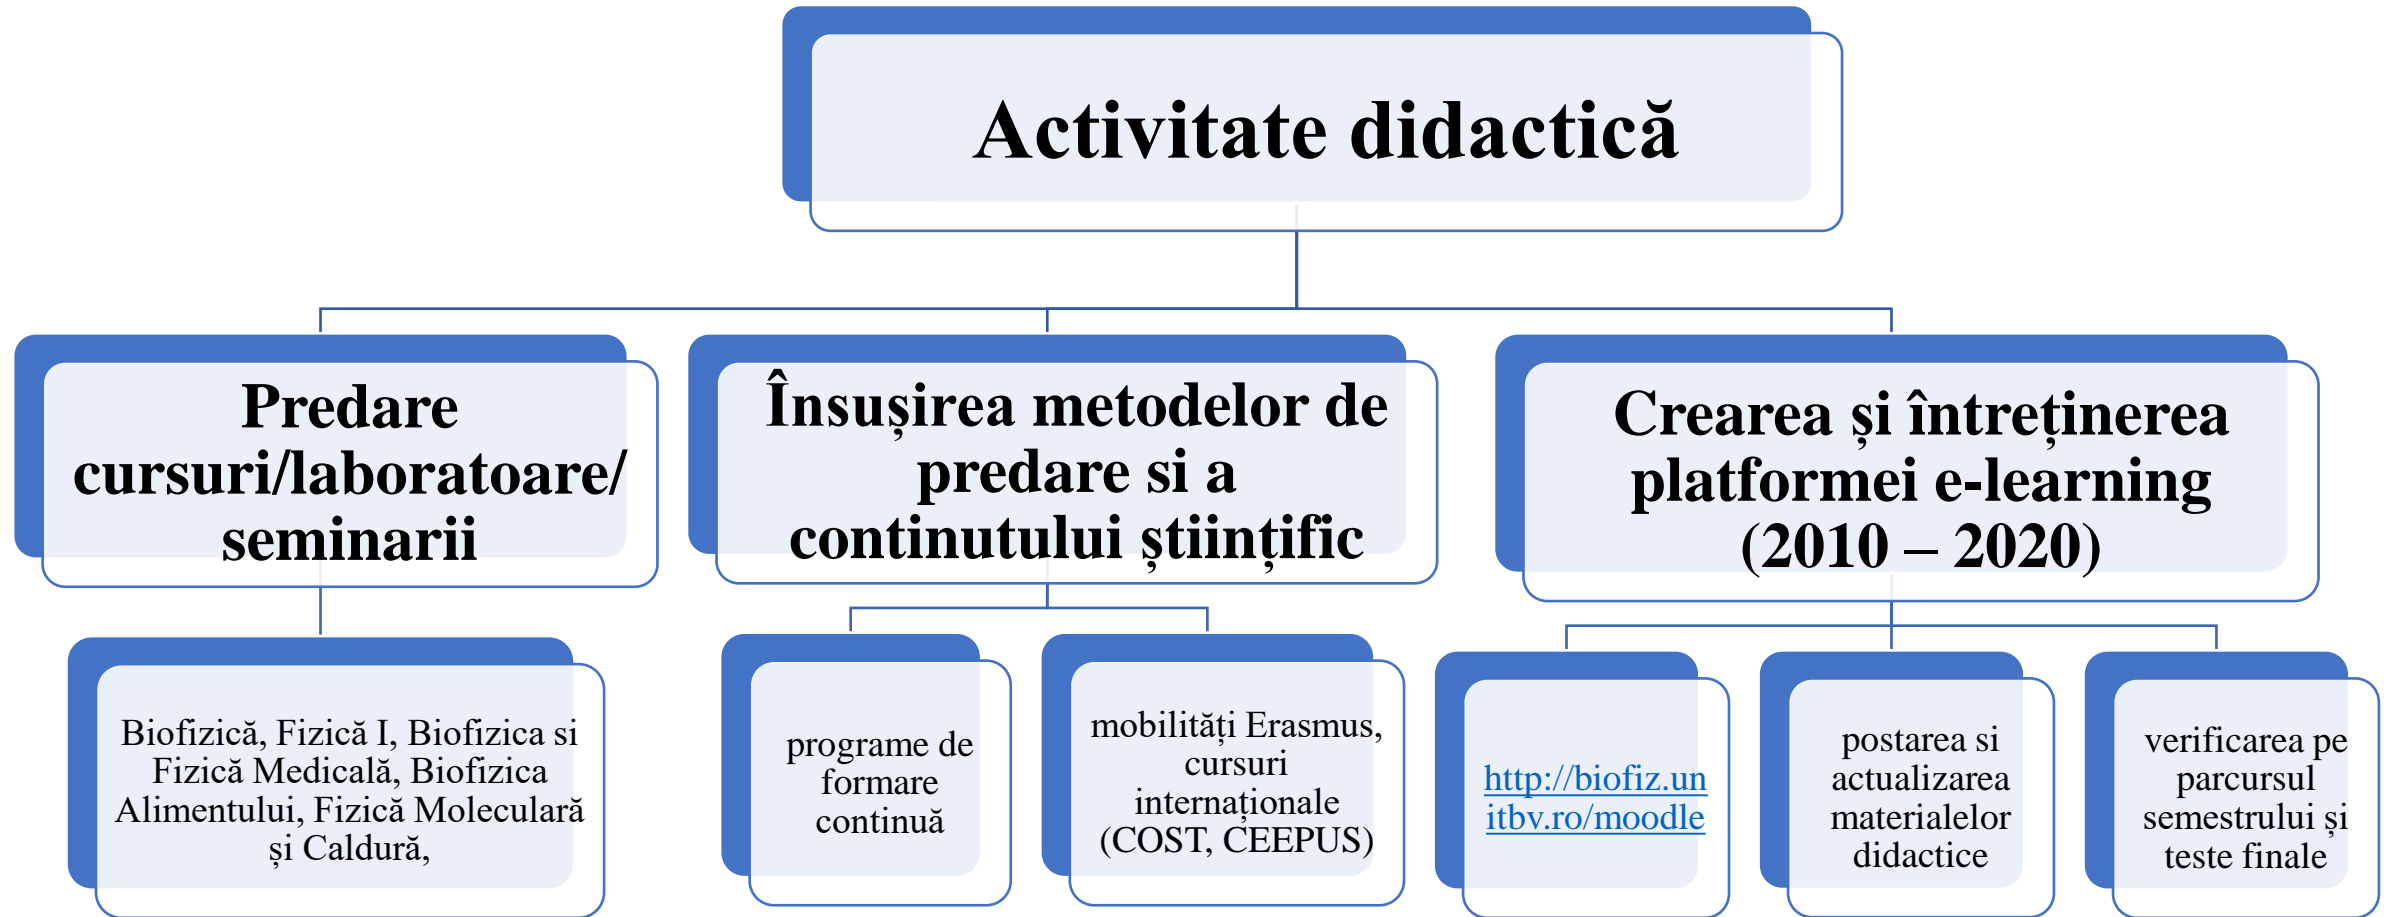 Activitate didactică
Predare
cursuri/laboratoare/
seminarii
Însușirea metodelor de
predare si a
continutului științific
Crearea și întreținerea
platformei e-learning
(2010 – 2020)
Biofizică, Fizică I, Biofizica si
Fizică Medicală, Biofizica
Alimentului, Fizică Moleculară
și Caldură,
programe de
formare
continuă
mobilități Erasmus,
cursuri
internaționale
(COST, CEEPUS)
http://biofiz.un
itbv.ro/moodle
postarea si
actualizarea
materialelor
didactice
verificarea pe
parcursul
semestrului și
teste finale